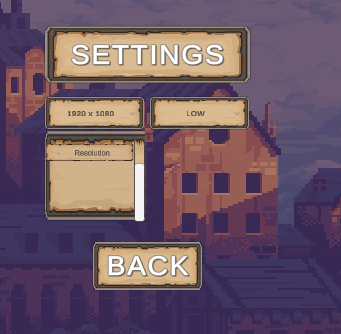 SETTINGS
1920 x 1080
LOW
Resolution
BACK